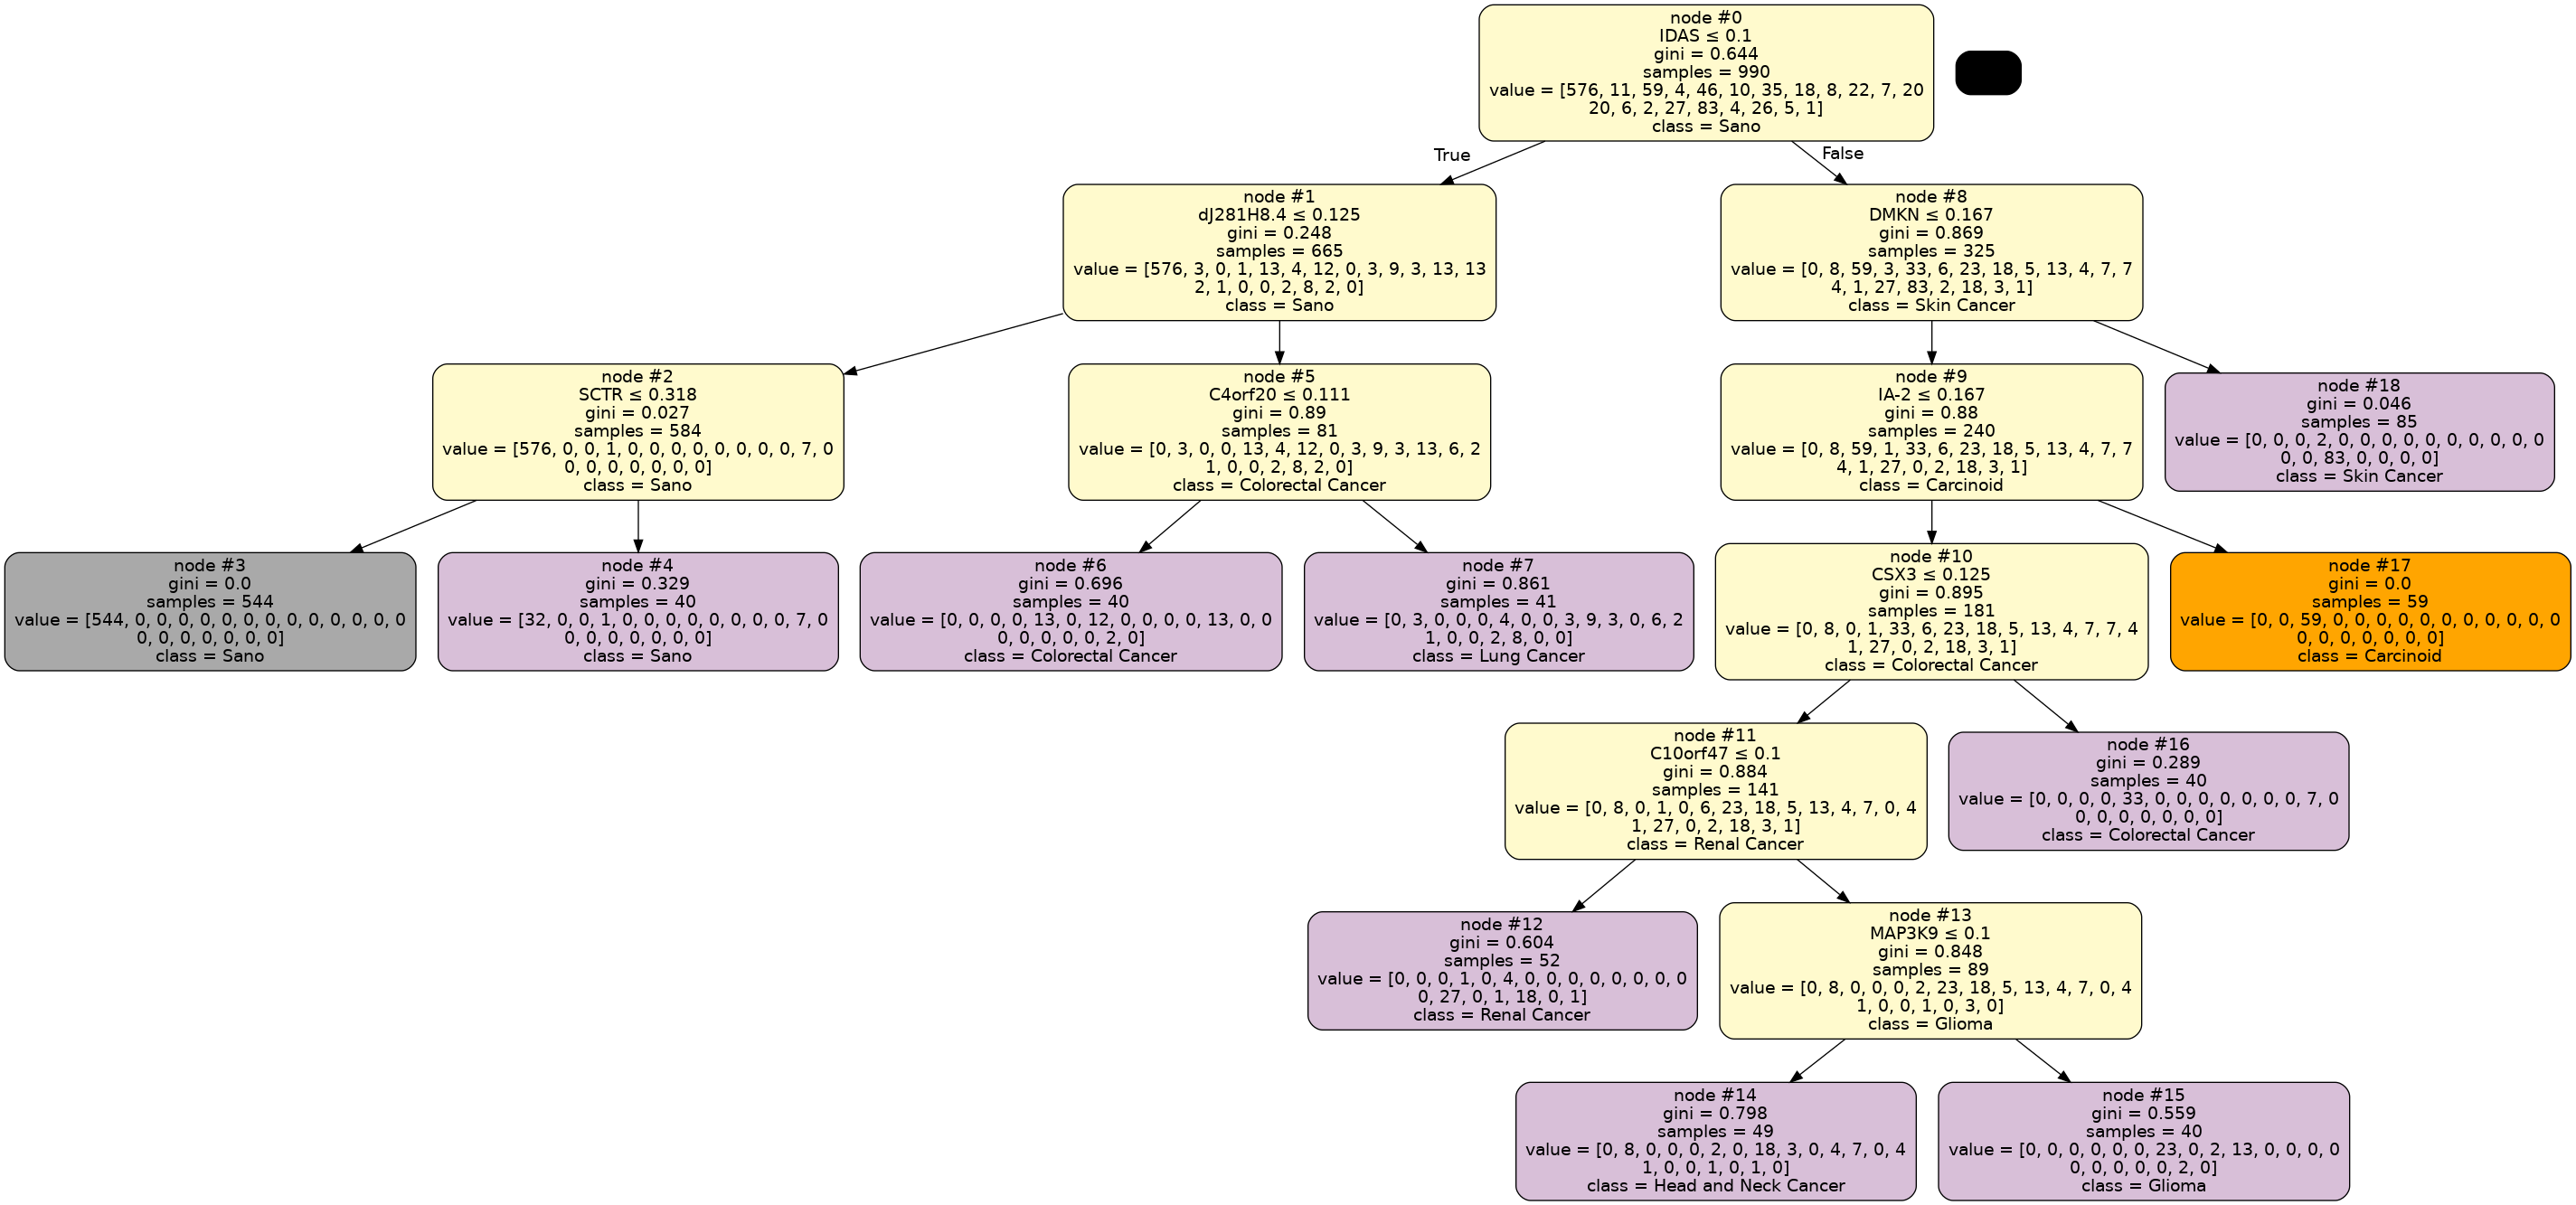 node #0
IDAS ≤ 0.1
gini = 0.644
samples = 990
value = [576, 11, 59, 4, 46, 10, 35, 18, 8, 22, 7, 20
20, 6, 2, 27, 83, 4, 26, 5, 1]
class = Sano
True
False
node #1
dJ281H8.4 ≤ 0.125
gini = 0.248
samples = 665
value = [576, 3, 0, 1, 13, 4, 12, 0, 3, 9, 3, 13, 13
2, 1, 0, 0, 2, 8, 2, 0]
class = Sano
node #8
DMKN ≤ 0.167
gini = 0.869
samples = 325
value = [0, 8, 59, 3, 33, 6, 23, 18, 5, 13, 4, 7, 7
4, 1, 27, 83, 2, 18, 3, 1]
class = Skin Cancer
node #2
SCTR ≤ 0.318
gini = 0.027
samples = 584
value = [576, 0, 0, 1, 0, 0, 0, 0, 0, 0, 0, 0, 7, 0
0, 0, 0, 0, 0, 0, 0]
class = Sano
node #5
C4orf20 ≤ 0.111
gini = 0.89
samples = 81
value = [0, 3, 0, 0, 13, 4, 12, 0, 3, 9, 3, 13, 6, 2
1, 0, 0, 2, 8, 2, 0]
class = Colorectal Cancer
node #9
IA-2 ≤ 0.167
gini = 0.88
samples = 240
value = [0, 8, 59, 1, 33, 6, 23, 18, 5, 13, 4, 7, 7
4, 1, 27, 0, 2, 18, 3, 1]
class = Carcinoid
node #18
gini = 0.046
samples = 85
value = [0, 0, 0, 2, 0, 0, 0, 0, 0, 0, 0, 0, 0, 0
0, 0, 83, 0, 0, 0, 0]
class = Skin Cancer
node #3
gini = 0.0
samples = 544
value = [544, 0, 0, 0, 0, 0, 0, 0, 0, 0, 0, 0, 0, 0
0, 0, 0, 0, 0, 0, 0]
class = Sano
node #4
gini = 0.329
samples = 40
value = [32, 0, 0, 1, 0, 0, 0, 0, 0, 0, 0, 0, 7, 0
0, 0, 0, 0, 0, 0, 0]
class = Sano
node #6
gini = 0.696
samples = 40
value = [0, 0, 0, 0, 13, 0, 12, 0, 0, 0, 0, 13, 0, 0
0, 0, 0, 0, 0, 2, 0]
class = Colorectal Cancer
node #7
gini = 0.861
samples = 41
value = [0, 3, 0, 0, 0, 4, 0, 0, 3, 9, 3, 0, 6, 2
1, 0, 0, 2, 8, 0, 0]
class = Lung Cancer
node #10
CSX3 ≤ 0.125
gini = 0.895
samples = 181
value = [0, 8, 0, 1, 33, 6, 23, 18, 5, 13, 4, 7, 7, 4
1, 27, 0, 2, 18, 3, 1]
class = Colorectal Cancer
node #17
gini = 0.0
samples = 59
value = [0, 0, 59, 0, 0, 0, 0, 0, 0, 0, 0, 0, 0, 0
0, 0, 0, 0, 0, 0, 0]
class = Carcinoid
node #11
C10orf47 ≤ 0.1
gini = 0.884
samples = 141
value = [0, 8, 0, 1, 0, 6, 23, 18, 5, 13, 4, 7, 0, 4
1, 27, 0, 2, 18, 3, 1]
class = Renal Cancer
node #16
gini = 0.289
samples = 40
value = [0, 0, 0, 0, 33, 0, 0, 0, 0, 0, 0, 0, 7, 0
0, 0, 0, 0, 0, 0, 0]
class = Colorectal Cancer
node #12
gini = 0.604
samples = 52
value = [0, 0, 0, 1, 0, 4, 0, 0, 0, 0, 0, 0, 0, 0
0, 27, 0, 1, 18, 0, 1]
class = Renal Cancer
node #13
MAP3K9 ≤ 0.1
gini = 0.848
samples = 89
value = [0, 8, 0, 0, 0, 2, 23, 18, 5, 13, 4, 7, 0, 4
1, 0, 0, 1, 0, 3, 0]
class = Glioma
node #14
gini = 0.798
samples = 49
value = [0, 8, 0, 0, 0, 2, 0, 18, 3, 0, 4, 7, 0, 4
1, 0, 0, 1, 0, 1, 0]
class = Head and Neck Cancer
node #15
gini = 0.559
samples = 40
value = [0, 0, 0, 0, 0, 0, 23, 0, 2, 13, 0, 0, 0, 0
0, 0, 0, 0, 0, 2, 0]
class = Glioma